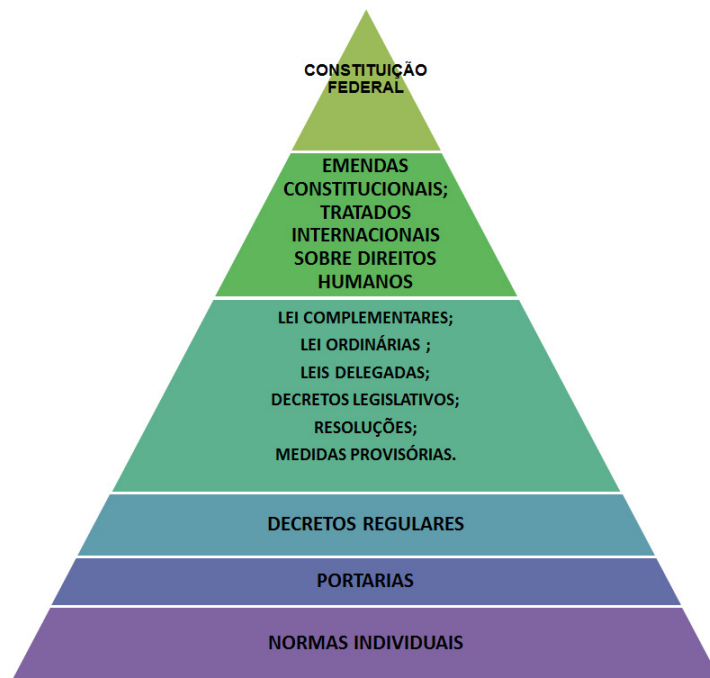 CONSTITUIÇÃO
FEDERAL
EMENDAS
CONSTITUCIONAIS;
TRATADOS
INTERNACIONAIS
SOBRE DIREITOS
HUMANOS
LEI COMPLEMENTARES;
LEI ORDINÁRIAS ;
LEIS DELEGADAS;
DECRETOS LEGISLATIVOS;
RESOLUÇÕES;
MEDIDAS PROVISÓRIAS.
DECRETOS REGULARES
PORTARIAS
NORMAS INDIVIDUAIS